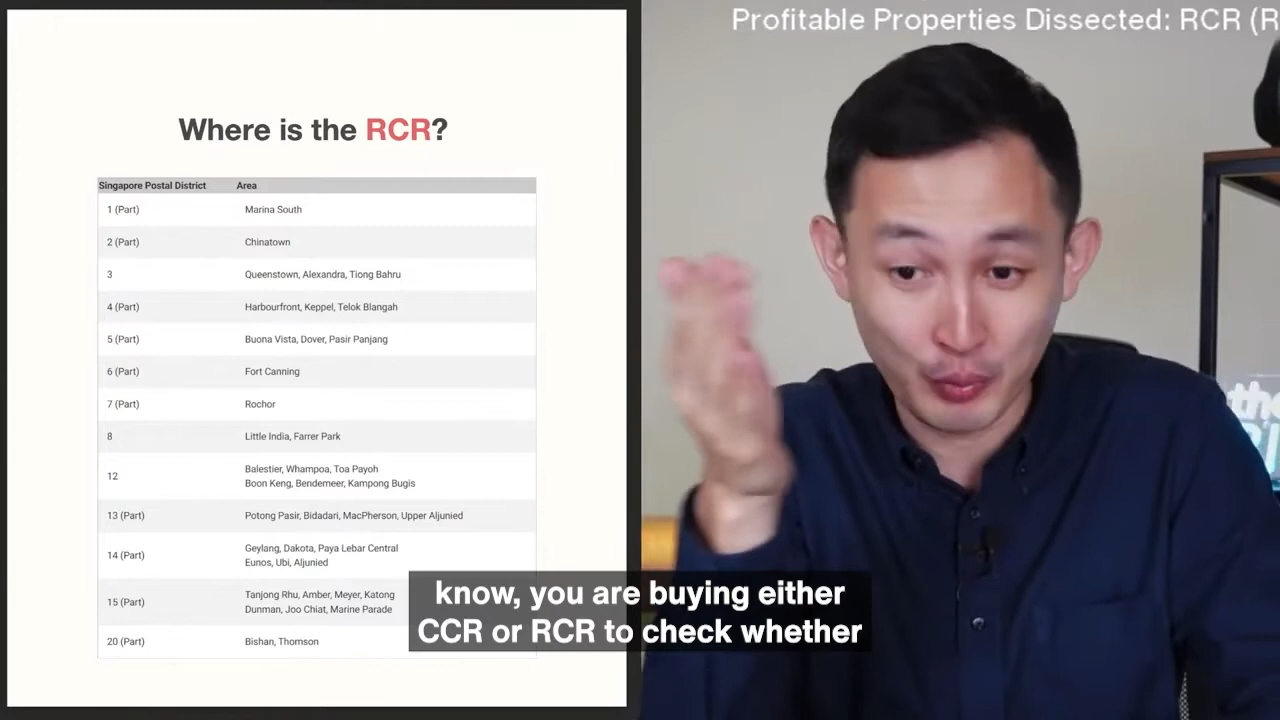 Profitable Properties Dissected: RCR (R
Where is the RCR?
Singapore Postal District Area
1 (Part) Marina South
2 (Part) Chinatown
3 Queenstown, Alexandra, Tiong Bahru
4 (Part) Harbourfront, Keppel, Telok Blangah
5 (Part) Buona Vista, Dover, Pasir Panjang
6 (Part) Fort Canning
7 (Part) Rochor
8 Little India, Farrer Park
12 Balestier, Whampoa, Toa Payoh
Boon Keng, Bendemeer, Kampong Bugis
13 (Part) Potong Pasir, Bidadari, MacPherson, Upper Aljunied
14 (Part) Geylang, Dakota, Paya Lebar Central
Eunos, Ubi, Aljunied
15 (Part) Tanjong Rhu, Amber, Meyer, Katong
Dunman, Joo Chiat, Marine Parade
20 (Part) Bishan, Thomson
know, you are buying either
CCR or RCR to check whether